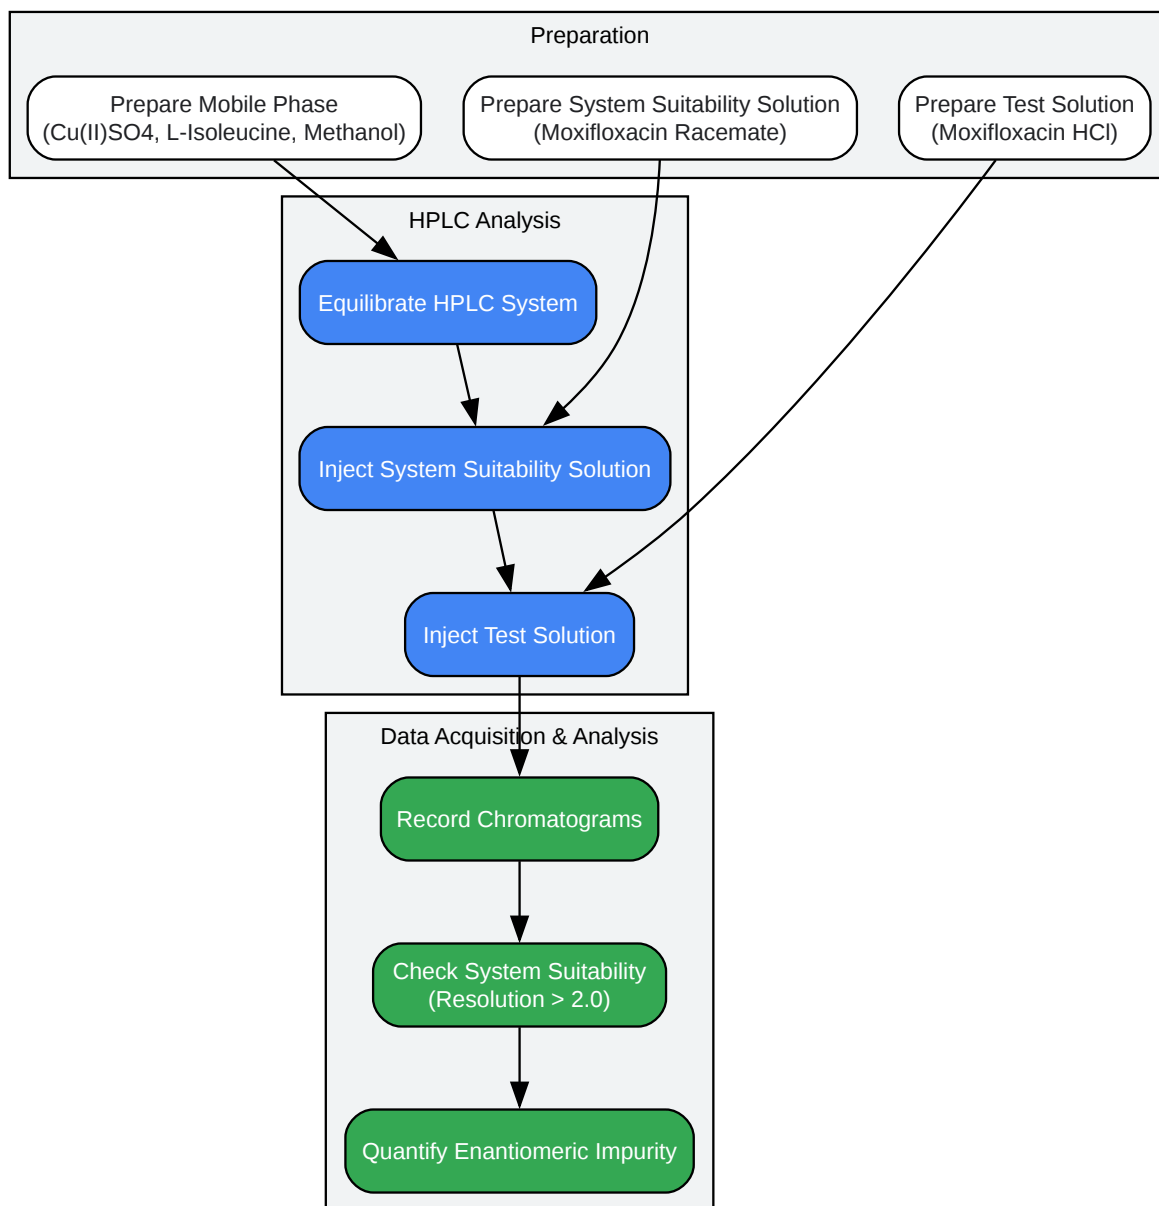 Preparation
Prepare Mobile Phase
(Cu(II)SO4, L-Isoleucine, Methanol)
Prepare System Suitability Solution
(Moxifloxacin Racemate)
Prepare Test Solution
(Moxifloxacin HCl)
HPLC Analysis
Equilibrate HPLC System
Inject System Suitability Solution
Inject Test Solution
Data Acquisition & Analysis
Record Chromatograms
Check System Suitability
(Resolution > 2.0)
Quantify Enantiomeric Impurity